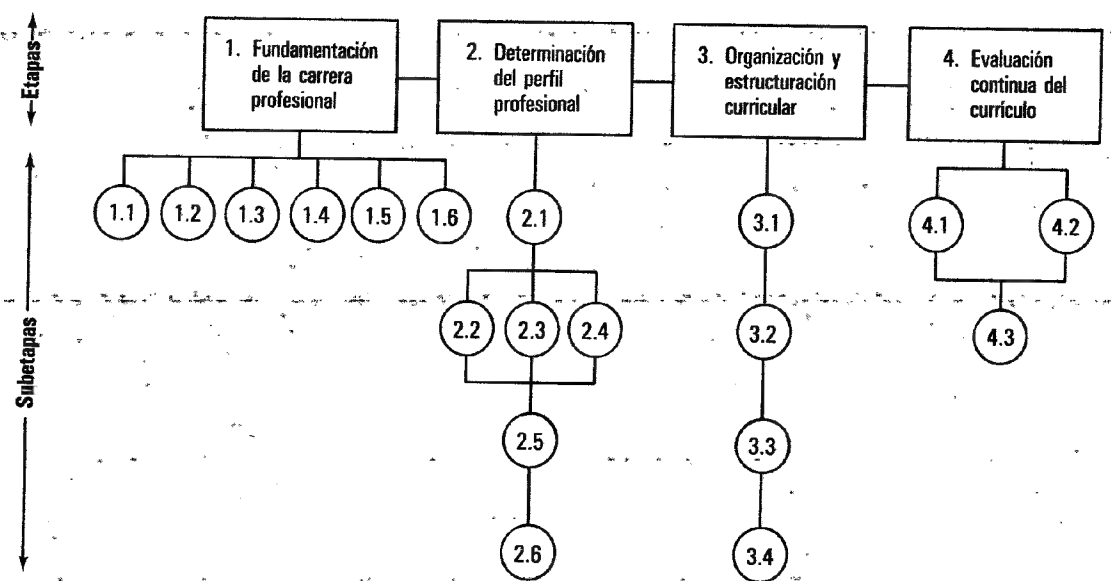 Etapas
1. Fundamentación
de la carrera
profesional
2. Determinación
del perfil
profesional
3. Organización y
estructuración
curricular
4. Evaluación
continua del
currículo
Subetapas
1.1
1.2
1.3
1.4
1.5
1.6
2.1
3.1
4.1
4.2
2.2
2.3
2.4
3.2
4.3
2.5
3.3
2.6
3.4